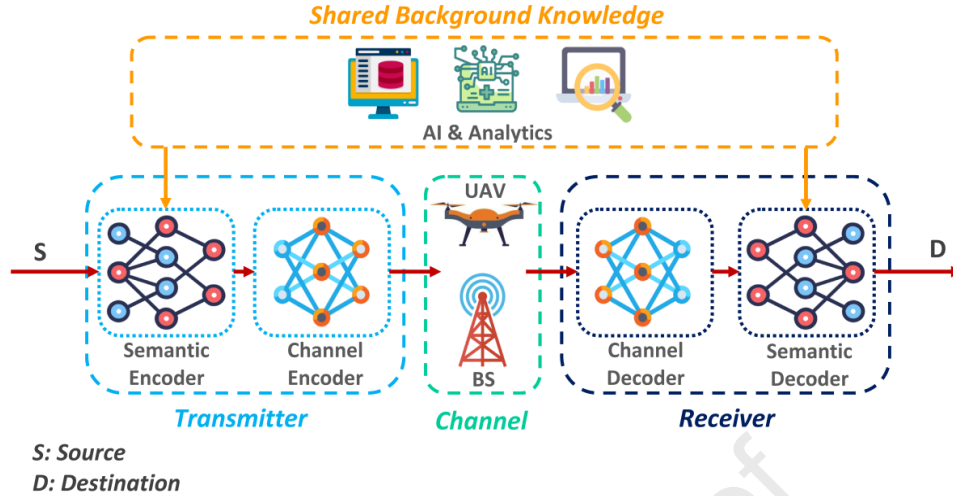 Shared Background Knowledge
AI
AI & Analytics
UAV
S
D
BS
Semantic
Encoder
Channel
Encoder
Channel
Decoder
Semantic
Decoder
Transmitter
Channel
Receiver
S: Source
D: Destination
of